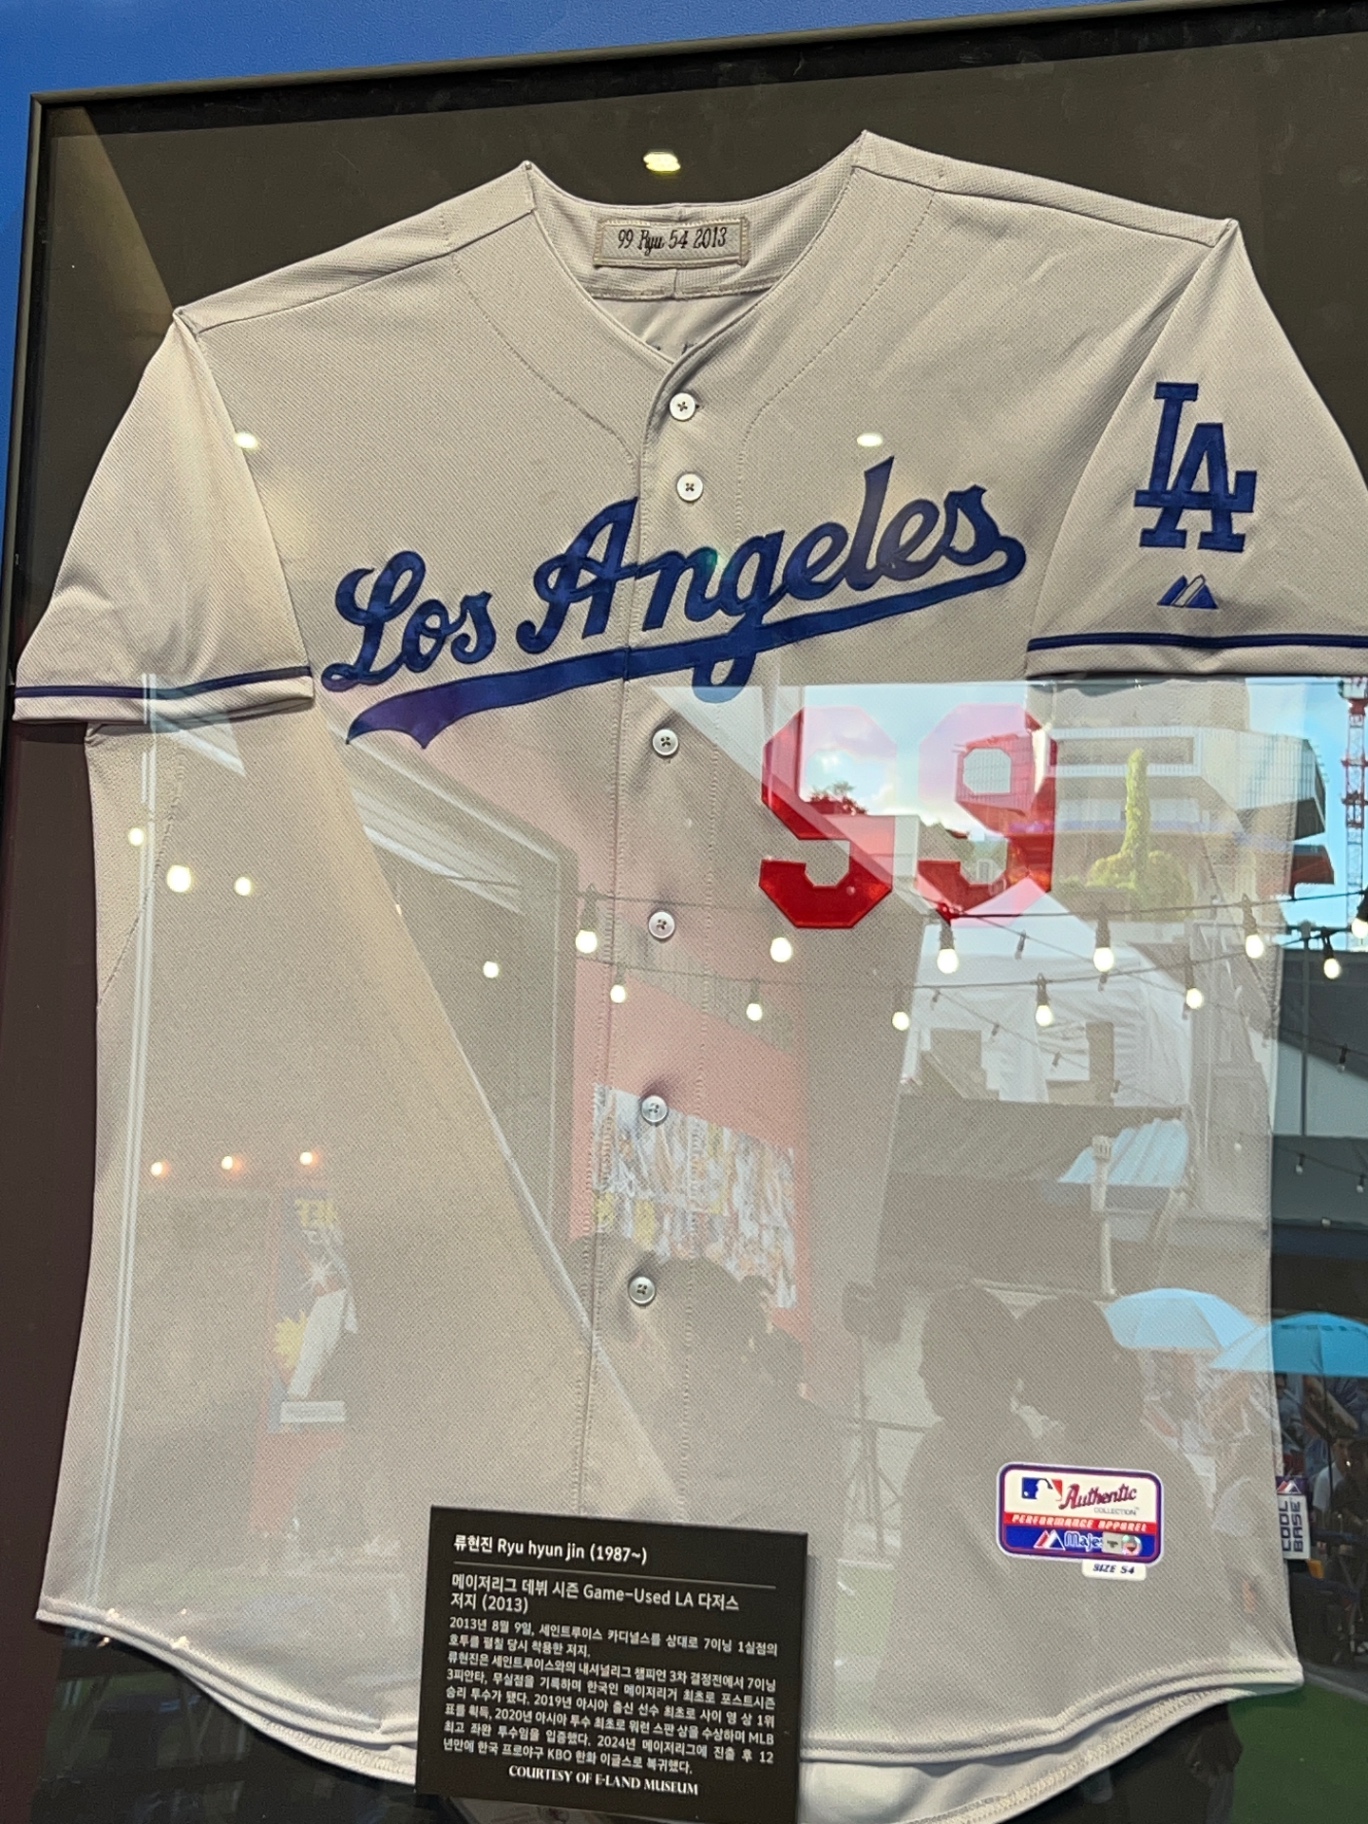 99 Ryu 54 2013
LA
Los Angeles
99
Authentic
COLLECTION™
PERFORMANCE APPAREL
Majes
SIZE 54
COOL
BASE
류현진 Ryu hyun jin (1987~)
메이저리그 데뷔 시즌 Game-Used LA 다저스
저지 (2013)
2013년 8월 9일, 세인트루이스 카디널스를 상대로 7이닝 1실점의
호투를 펼칠 당시 착용한 저지.
류현진은 세인트루이스와의 내셔널리그 챔피언 3차 결정전에서 7이닝
3피안타, 무실점을 기록하며 한국인 메이저리거 최초로 포스트시즌
승리 투수가 됐다. 2019년 아시아 출신 선수 최초로 사이 영 상 1위
표를 획득, 2020년 아시아 투수 최초로 워렌 스판 상을 수상하며 MLB
최고 좌완 투수임을 입증했다. 2024년 메이저리그에 진출 후 12
년만에 한국 프로야구 KBO 한화 이글스로 복귀했다.
COURTESY OF E-LAND MUSEUM